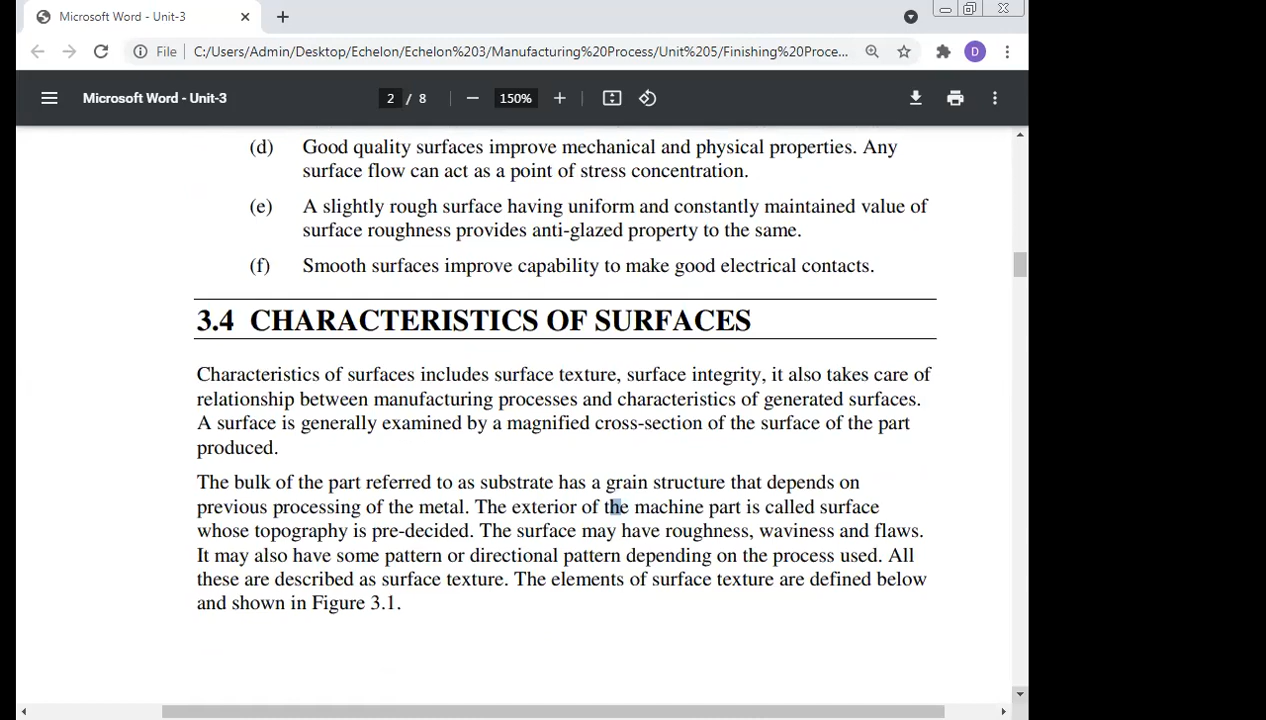 Microsoft Word - Unit-3
File C:/Users/Admin/Desktop/Echelon/Echelon%203/Manufacturing%20Process/Unit%205/Finishing%20Proce... D
Microsoft Word - Unit-3 2 / 8 150%
(d) Good quality surfaces improve mechanical and physical properties. Any
surface flow can act as a point of stress concentration.
(e) A slightly rough surface having uniform and constantly maintained value of
surface roughness provides anti-glazed property to the same.
(f) Smooth surfaces improve capability to make good electrical contacts.
3.4 CHARACTERISTICS OF SURFACES
Characteristics of surfaces includes surface texture, surface integrity, it also takes care of
relationship between manufacturing processes and characteristics of generated surfaces.
A surface is generally examined by a magnified cross-section of the surface of the part
produced.
The bulk of the part referred to as substrate has a grain structure that depends on
previous processing of the metal. The exterior of the machine part is called surface
whose topography is pre-decided. The surface may have roughness, waviness and flaws.
It may also have some pattern or directional pattern depending on the process used. All
these are described as surface texture. The elements of surface texture are defined below
and shown in Figure 3.1.